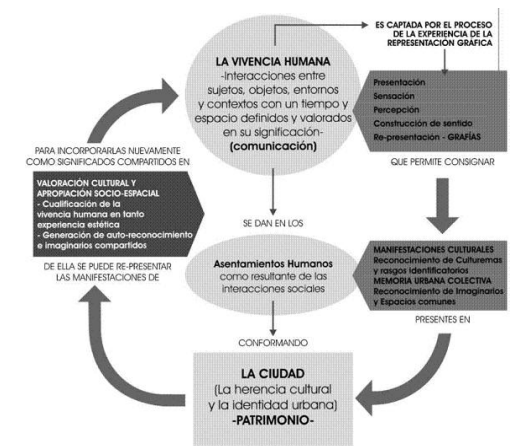 ES CAPTADA POR EL PROCESO
DE LA EXPERIENCIA DE LA
REPRESENTACIÓN GRÁFICA
LA VIVENCIA HUMANA
-Interacciones entre
sujetos, objetos, entornos
y contextos con un tiempo y
espacio definidos y valorados
en su significación-
(comunicación)
Presentación
Sensación
Percepción
Construcción de sentido
Re-presentación - GRAFÍAS
QUE PERMITE CONSIGNAR
PARA INCORPORARLAS NUEVAMENTE
COMO SIGNIFICADOS COMPARTIDOS EN
VALORACIÓN CULTURAL Y
APROPIACIÓN SOCIO-ESPACIAL
- Cualificación de la
vivencia humana en tanto
experiencia estética
- Generación de auto-reconocimiento
e imaginarios compartidos
DE ELLA SE PUEDE RE-PRESENTAR
LAS MANIFESTACIONES DE
SE DAN EN LOS
Asentamientos Humanos
como resultante de las
interacciones sociales
MANIFESTACIONES CULTURALES
Reconocimiento de Culturemas
y rasgos identificatorios
MEMORIA URBANA COLECTIVA
Reconocimiento de Imaginarios
y Espacios comunes
PRESENTES EN
CONFORMANDO
LA CIUDAD
(La herencia cultural
y la identidad urbana)
-PATRIMONIO-